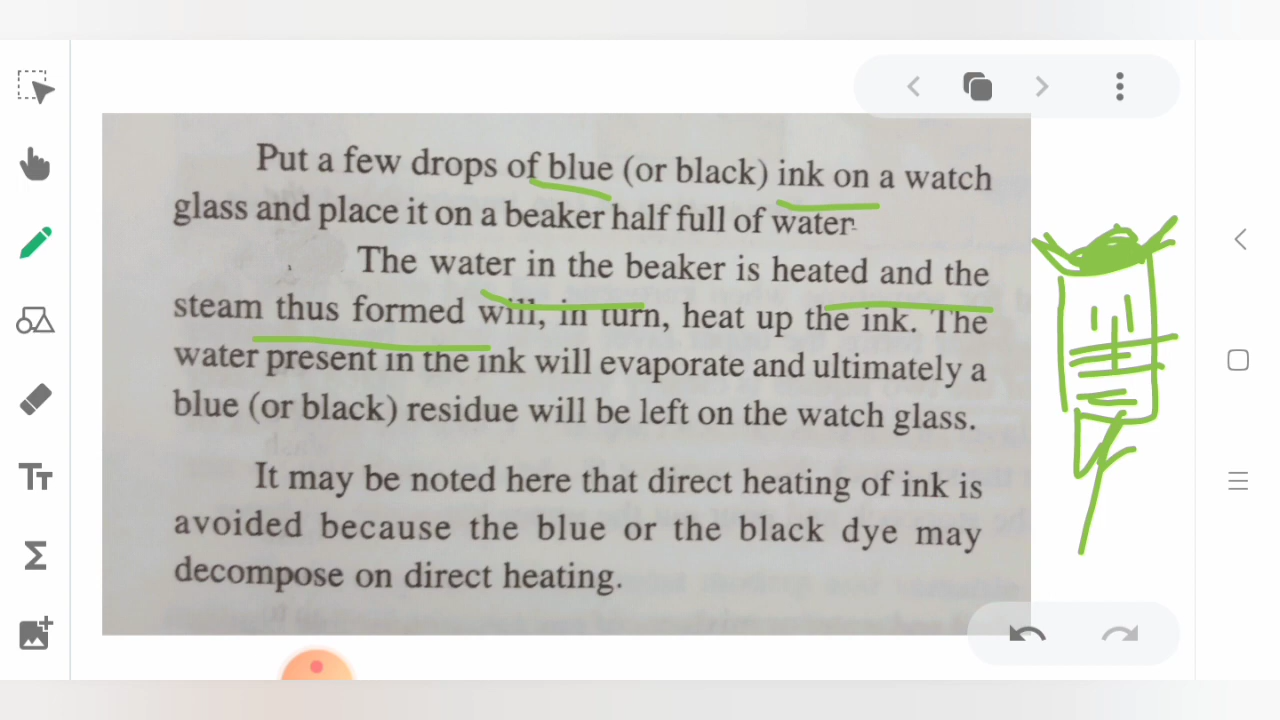 Put a few drops of blue (or black) ink on a watch
glass and place it on a beaker half full of water.
The water in the beaker is heated and the
steam thus formed will, in turn, heat up the ink. The
water present in the ink will evaporate and ultimately a
blue (or black) residue will be left on the watch glass.
It may be noted here that direct heating of ink is
avoided because the blue or the black dye may
decompose on direct heating.